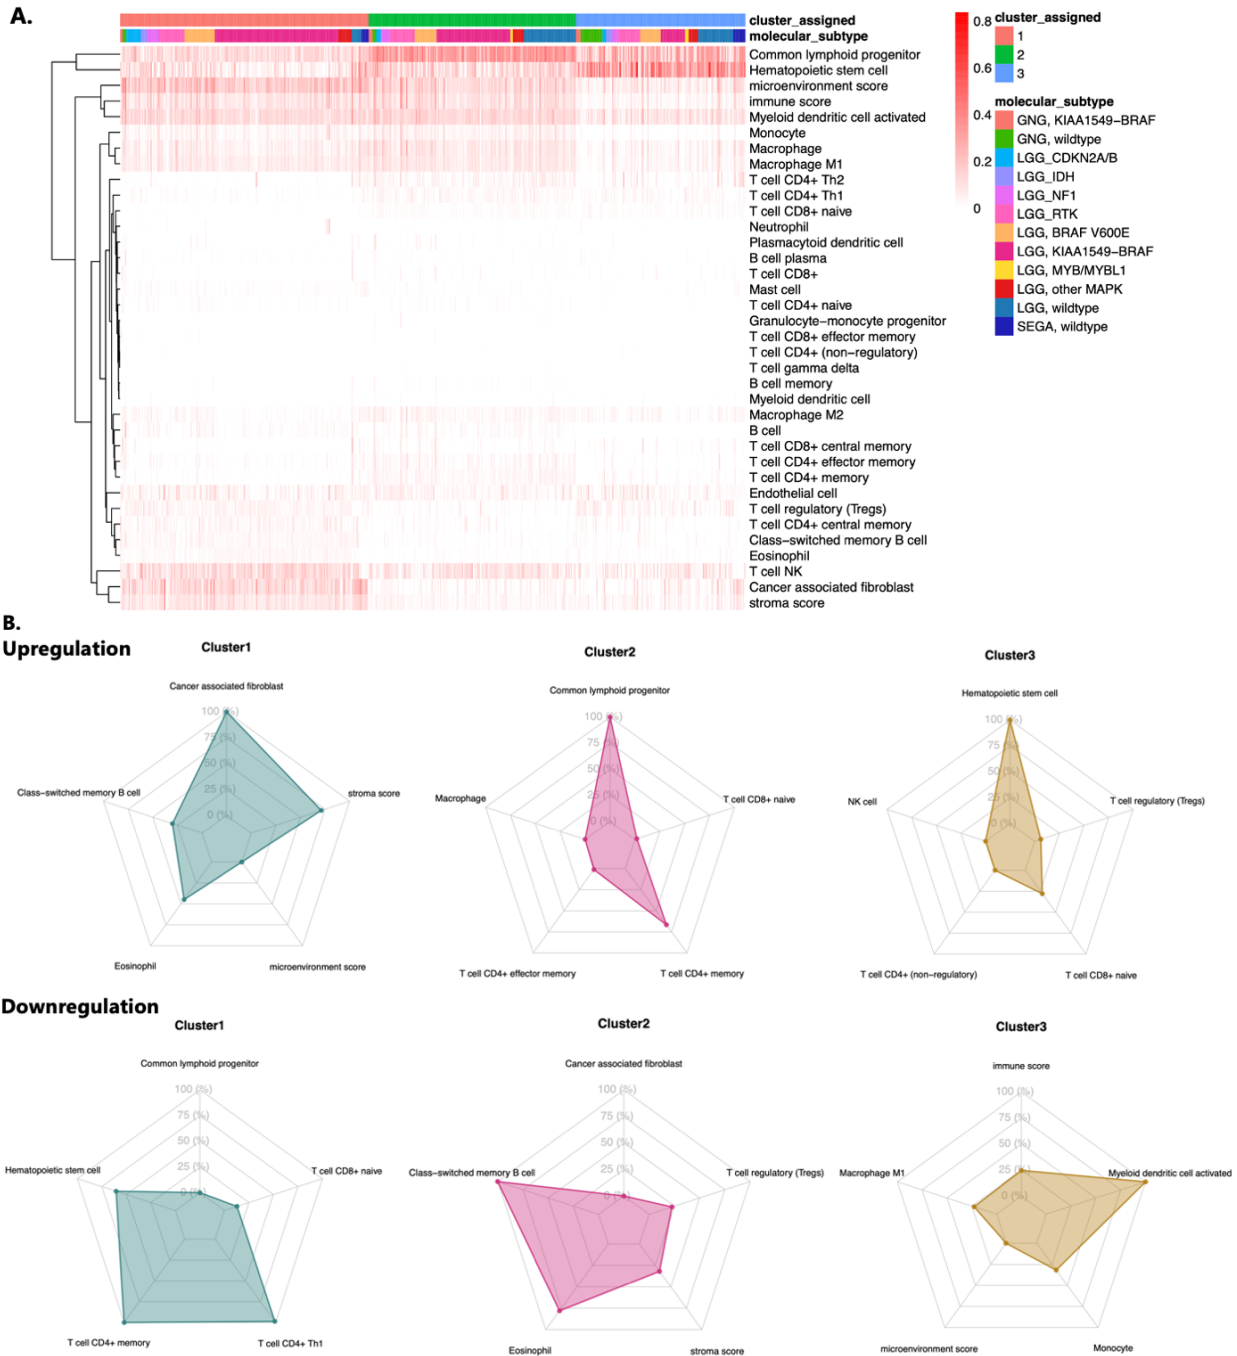 A.
cluster_assigned
molecular_subtype
Common lymphoid progenitor
Hematopoietic stem cell
microenvironment score
immune score
Myeloid dendritic cell activated
Monocyte
Macrophage
Macrophage M1
T cell CD4+ Th2
T cell CD4+ Th1
T cell CD8+ naive
Neutrophil
Plasmacytoid dendritic cell
B cell plasma
T cell CD8+
Mast cell
T cell CD4+ naive
Granulocyte−monocyte progenitor
T cell CD8+ effector memory
T cell CD4+ (non−regulatory)
T cell gamma delta
B cell memory
Myeloid dendritic cell
Macrophage M2
B cell
T cell CD8+ central memory
T cell CD4+ effector memory
T cell CD4+ memory
Endothelial cell
T cell regulatory (Tregs)
T cell CD4+ central memory
Class−switched memory B cell
Eosinophil
T cell NK
Cancer associated fibroblast
stroma score
0.8
0.6
0.4
0.2
0
cluster_assigned
1
2
3
molecular_subtype
GNG, KIAA1549−BRAF
GNG, wildtype
LGG_CDKN2A/B
LGG_IDH
LGG_NF1
LGG_RTK
LGG, BRAF V600E
LGG, KIAA1549−BRAF
LGG, MYB/MYBL1
LGG, other MAPK
LGG, wildtype
SEGA, wildtype
B.
Upregulation
Cluster1
Cancer associated fibroblast
100 (%)
75 (%)
50 (%)
25 (%)
0 (%)
Class−switched memory B cell
stroma score
Eosinophil
microenvironment score
Cluster2
Common lymphoid progenitor
100 (%)
75 (%)
50 (%)
25 (%)
0 (%)
Macrophage
T cell CD8+ naive
T cell CD4+ effector memory
T cell CD4+ memory
Cluster3
Hematopoietic stem cell
100 (%)
75 (%)
50 (%)
25 (%)
0 (%)
NK cell
T cell regulatory (Tregs)
T cell CD4+ (non−regulatory)
T cell CD8+ naive
Downregulation
Cluster1
Common lymphoid progenitor
100 (%)
75 (%)
50 (%)
25 (%)
0 (%)
Hematopoietic stem cell
T cell CD8+ naive
T cell CD4+ memory
T cell CD4+ Th1
Cluster2
Cancer associated fibroblast
100 (%)
75 (%)
50 (%)
25 (%)
0 (%)
Class−switched memory B cell
T cell regulatory (Tregs)
Eosinophil
stroma score
Cluster3
immune score
100 (%)
75 (%)
50 (%)
25 (%)
0 (%)
Macrophage M1
Myeloid dendritic cell activated
microenvironment score
Monocyte